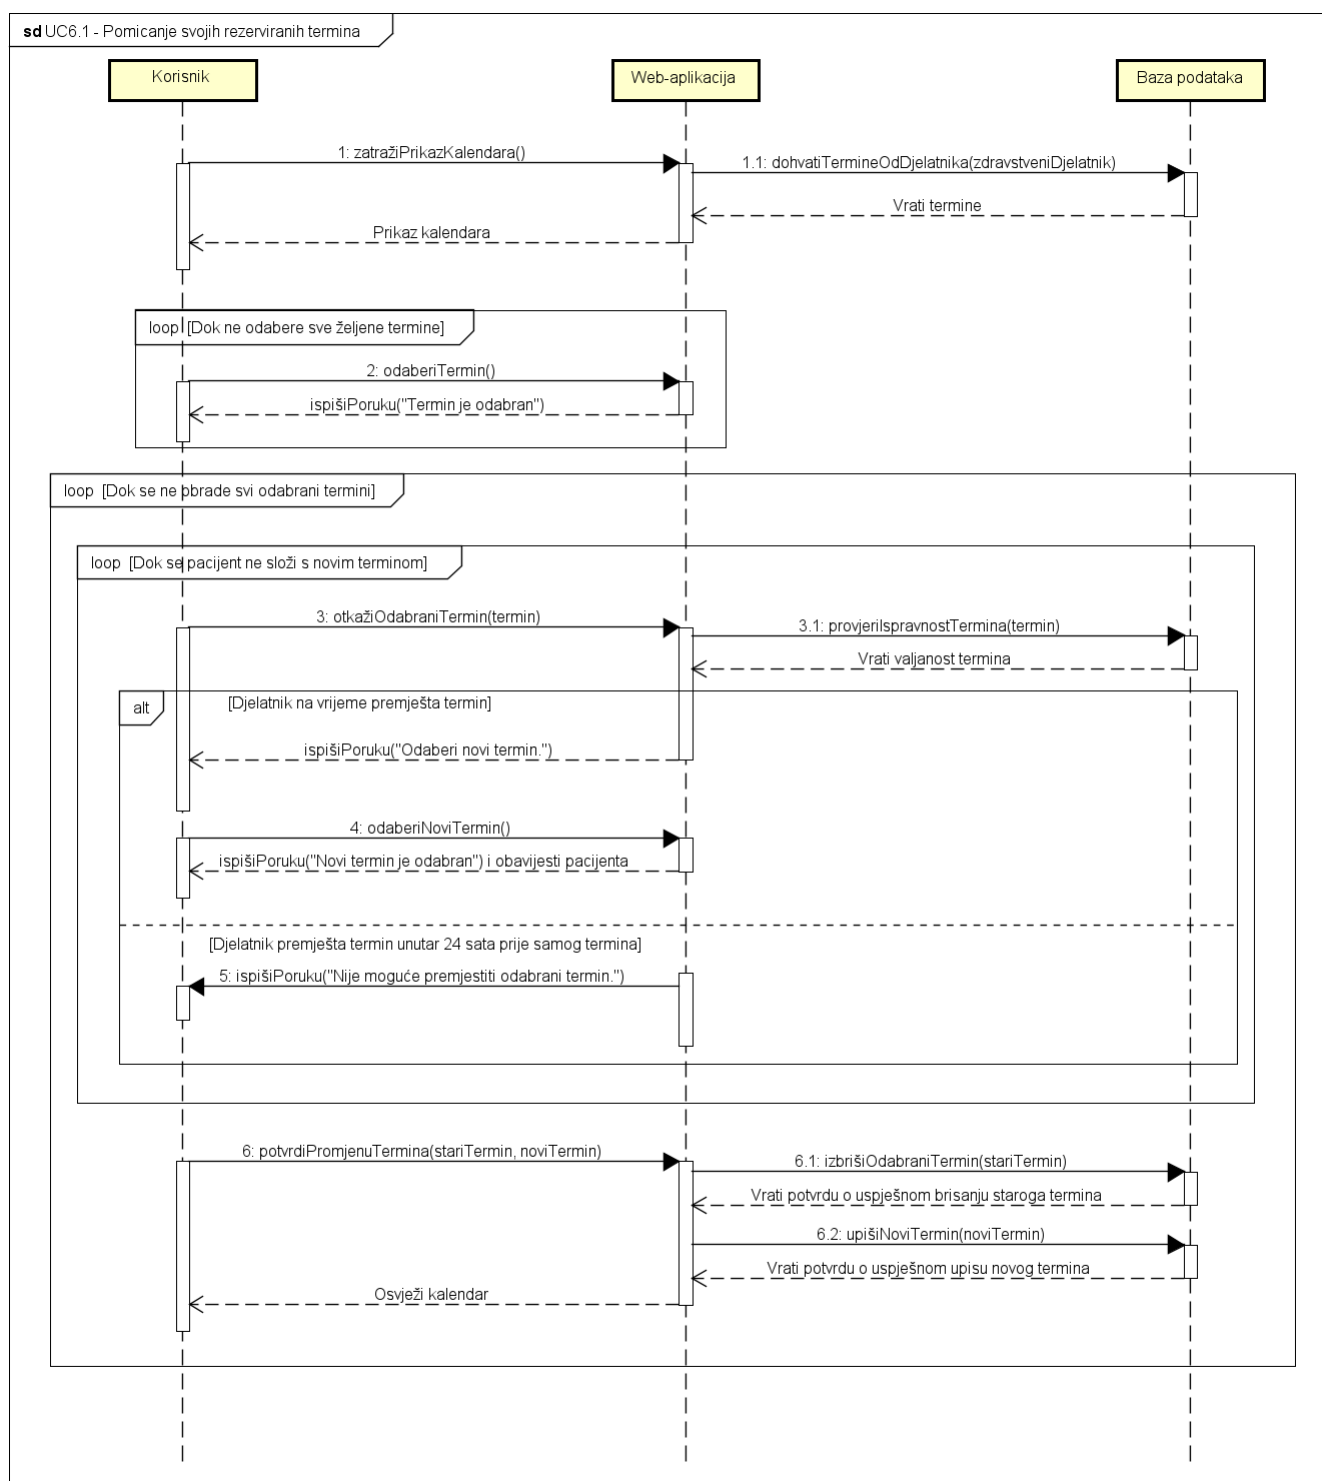 sd UC6.1 - Pomicanje svojih rezerviranih termina
Korisnik
Web-aplikacija
Baza podataka
1: zatražiPrikazKalendara()
1.1: dohvatiTermineOdDjelatnika(zdravstveniDjelatnik)
Vrati termine
Prikaz kalendara
loop [Dok ne odabere sve željene termine]
2: odaberiTermin()
ispišiPoruku("Termin je odabran")
loop [Dok se ne obrade svi odabrani termini]
loop [Dok se pacijent ne složi s novim terminom]
3: otkažiOdabraniTermin(termin)
3.1: provjeriIspravnostTermina(termin)
Vrati valjanost termina
alt
[Djelatnik na vrijeme premješta termin]
ispišiPoruku("Odaberi novi termin.")
4: odaberiNoviTermin()
ispišiPoruku("Novi termin je odabran") i obavijesti pacijenta
[Djelatnik premješta termin unutar 24 sata prije samog termina]
5: ispišiPoruku("Nije moguće premjestiti odabrani termin.")
6: potvrdiPromjenuTermina(stariTermin, noviTermin)
6.1: izbrišiOdabraniTermin(stariTermin)
Vrati potvrdu o uspješnom brisanju staroga termina
6.2: upišiNoviTermin(noviTermin)
Vrati potvrdu o uspješnom upisu novog termina
Osvježi kalendar